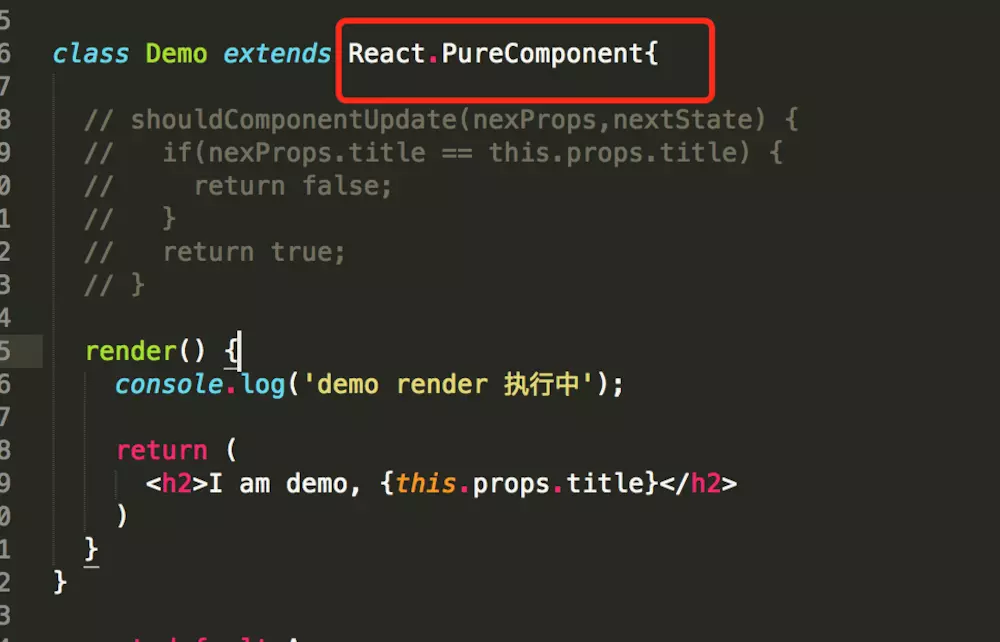 5
6 class Demo extends React.PureComponent{
7
8 // shouldComponentUpdate(nexProps,nextState) {
9 // if(nexProps.title == this.props.title) {
0 // return false;
1 // }
2 // return true;
3 // }
4
5 render() {
6 console.log('demo render 执行中');
7
8 return (
9 <h2>I am demo, {this.props.title}</h2>
0 )
1 }
2 }
3